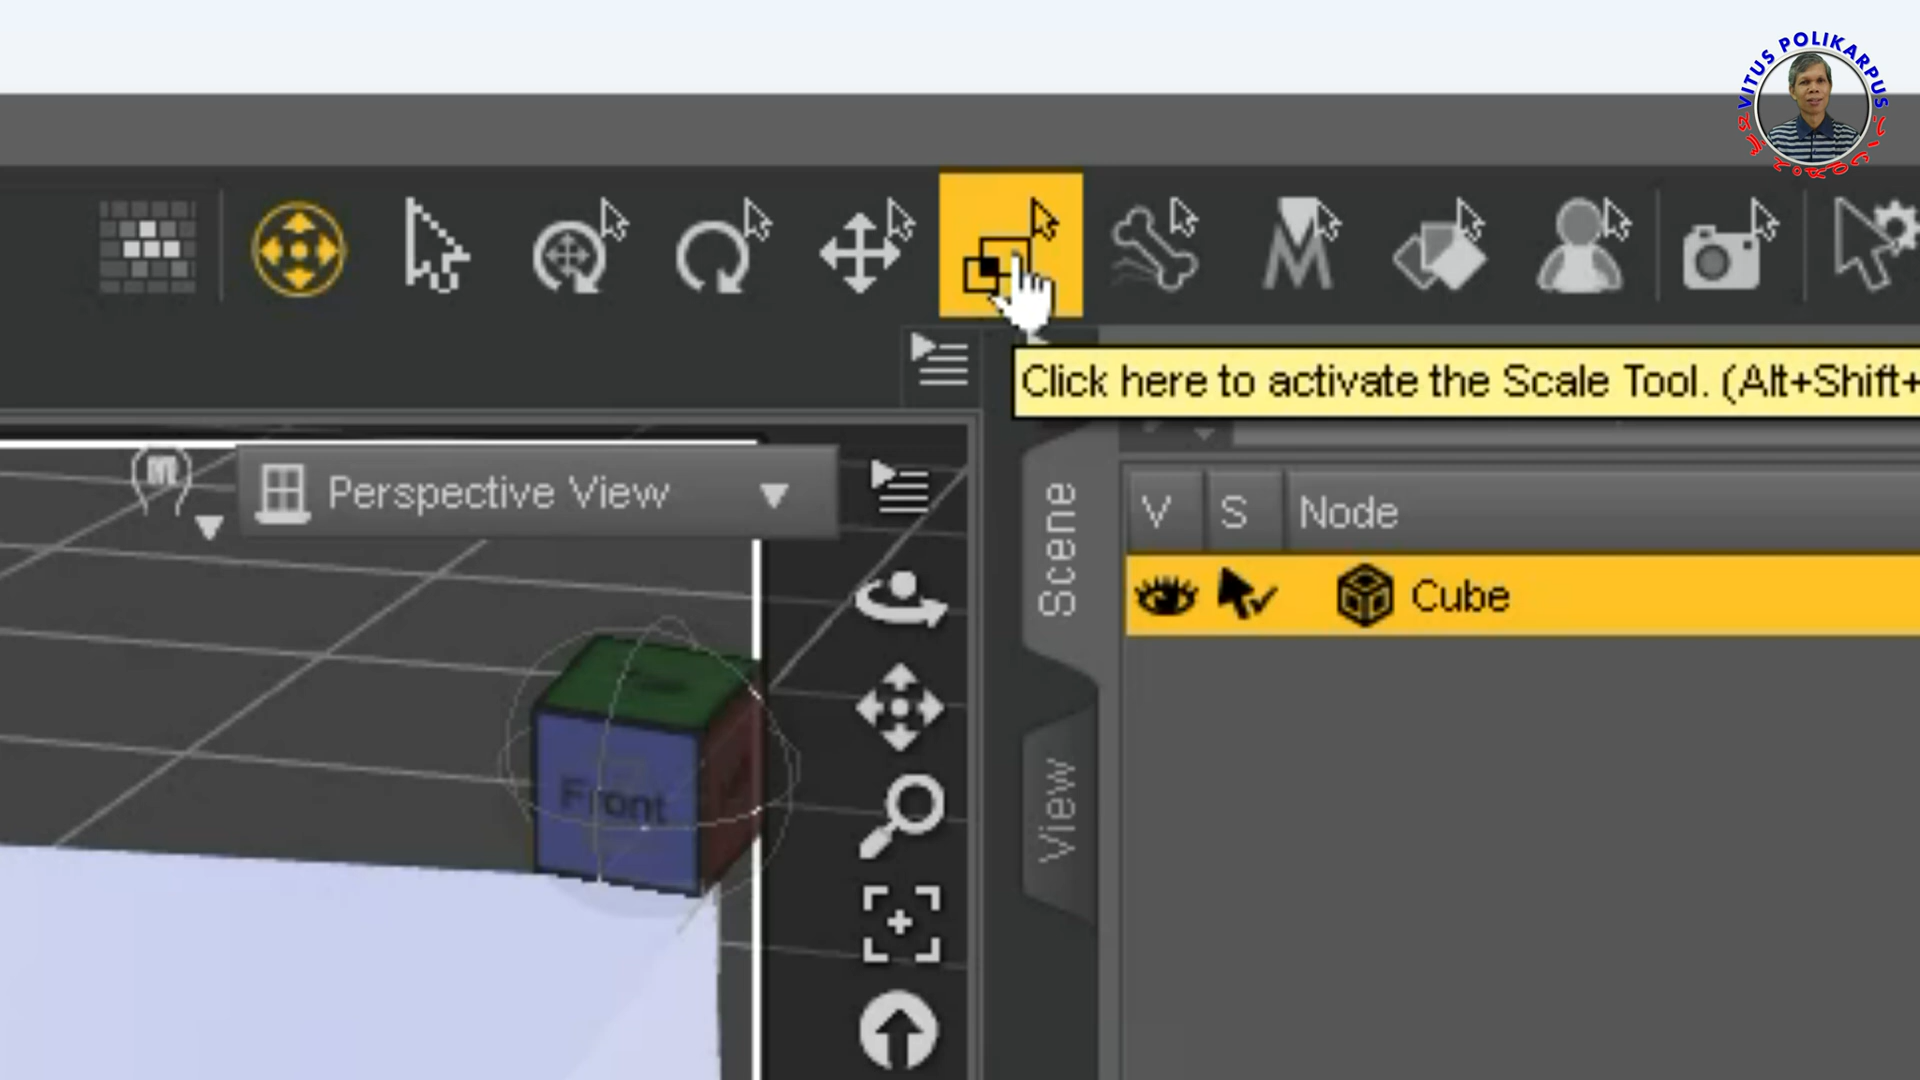 VITUS POLIKARPUS
Click here to activate the Scale Tool. (Alt+Shift+
Perspective View
Scene
V S Node
Cube
Front
View